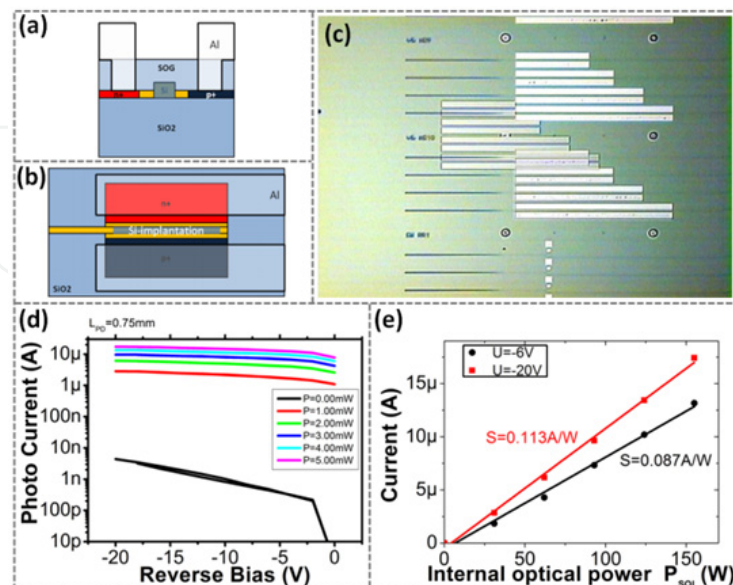 (a)
Al
SOG
Si
n+
p+
SiO2
(b)
n+
Al
Si-implantation
p+
SiO2
(c)
(d)
L_PD=0.75mm
Photo Current (A)
10µ
1µ
100n
10n
1n
100p
10p
P=0.00mW
P=1.00mW
P=2.00mW
P=3.00mW
P=4.00mW
P=5.00mW
-20
-15
-10
-5
0
Reverse Bias (V)
(e)
Current (A)
15µ
10µ
5µ
0
U=-6V
U=-20V
S=0.113A/W
S=0.087A/W
0
50
100
150
Internal optical power P_SOI (W)